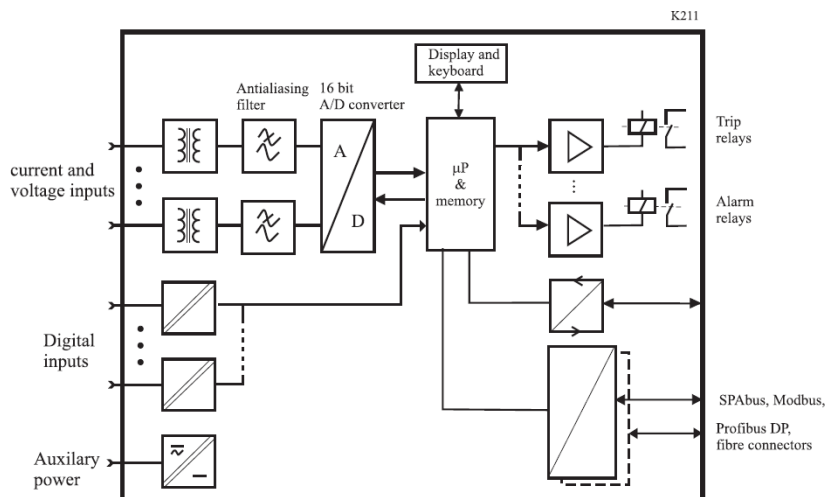 K211
Display and
keyboard
Antialiasing
filter
16 bit
A/D converter
A
D
µP
&
memory
Trip
relays
current and
voltage inputs
Alarm
relays
Digital
inputs
SPAbus, Modbus,
Profibus DP,
fibre connectors
Auxilary
power